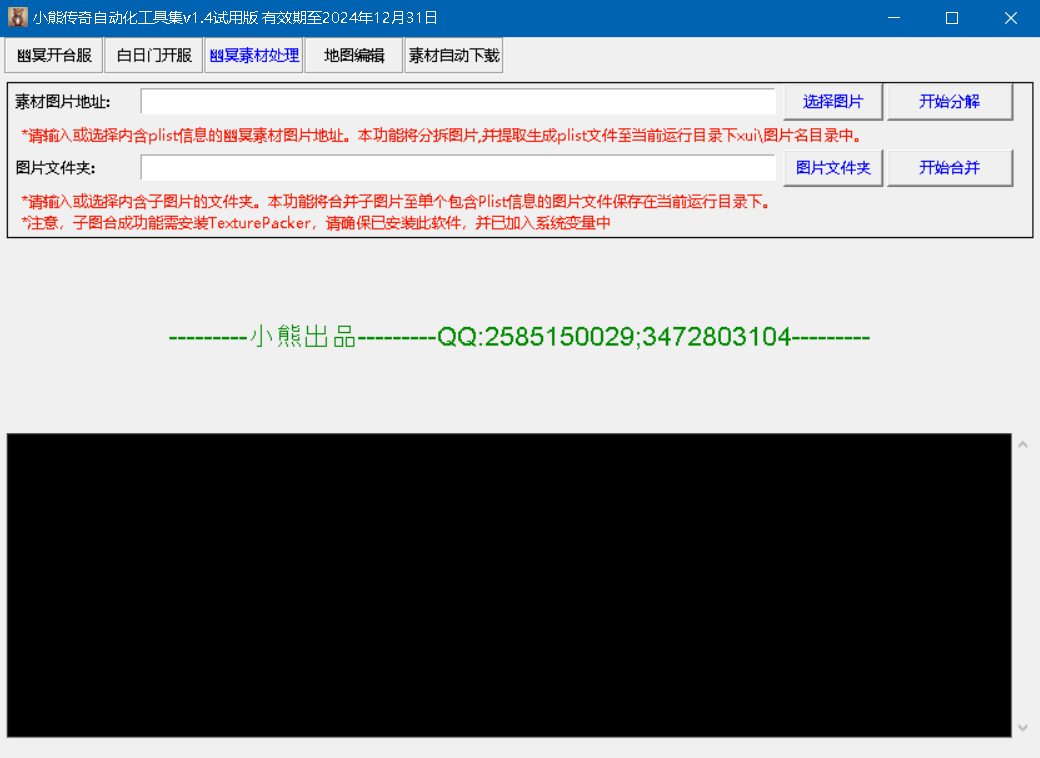 小熊传奇自动化工具集v1.4试用版 有效期至2024年12月31日
幽冥开台服 白日门开服 幽冥素材处理 地图编辑 素材自动下载
素材图片地址: 选择图片 开始分解
*请输入或选择内含plist信息的幽冥素材图片地址。本功能将分拆图片,并提取生成plist文件至当前运行目录下xui\图片名目录中。
图片文件夹: 图片文件夹 开始合并
*请输入或选择内含子图片的文件夹。本功能将合并子图片至单个包含Plist信息的图片文件保存在当前运行目录下。
*注意，子图合成功能需安装TexturePacker，请确保已安装此软件，并已加入系统变量中
---------小熊出品---------QQ:2585150029;3472803104---------